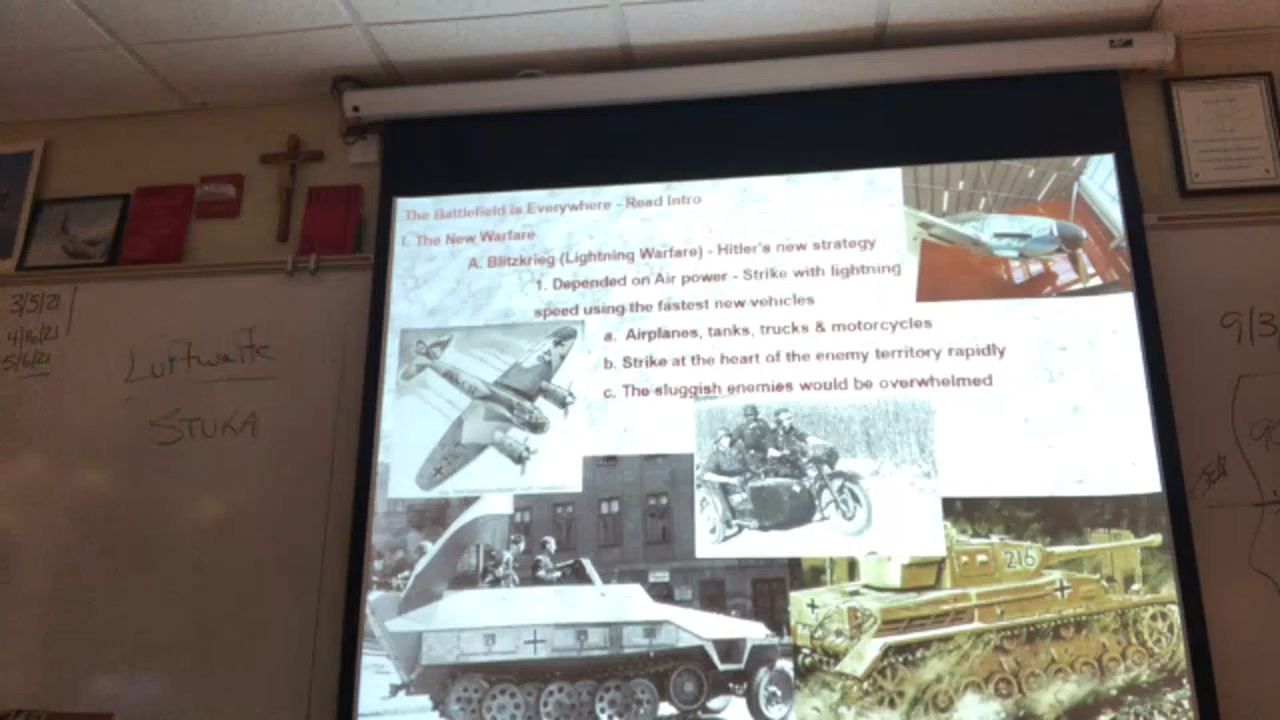 The Battlefield is Everywhere - Read Intro
I. The New Warfare
A. Blitzkrieg (Lightning Warfare) - Hitler's new strategy
1. Depended on Air power - Strike with lightning
speed using the fastest new vehicles
a. Airplanes, tanks, trucks & motorcycles
b. Strike at the heart of the enemy territory rapidly
c. The sluggish enemies would be overwhelmed
216
3/5/21
4/16/21
5/6/21
Luftwaffe
STUKA
9/3